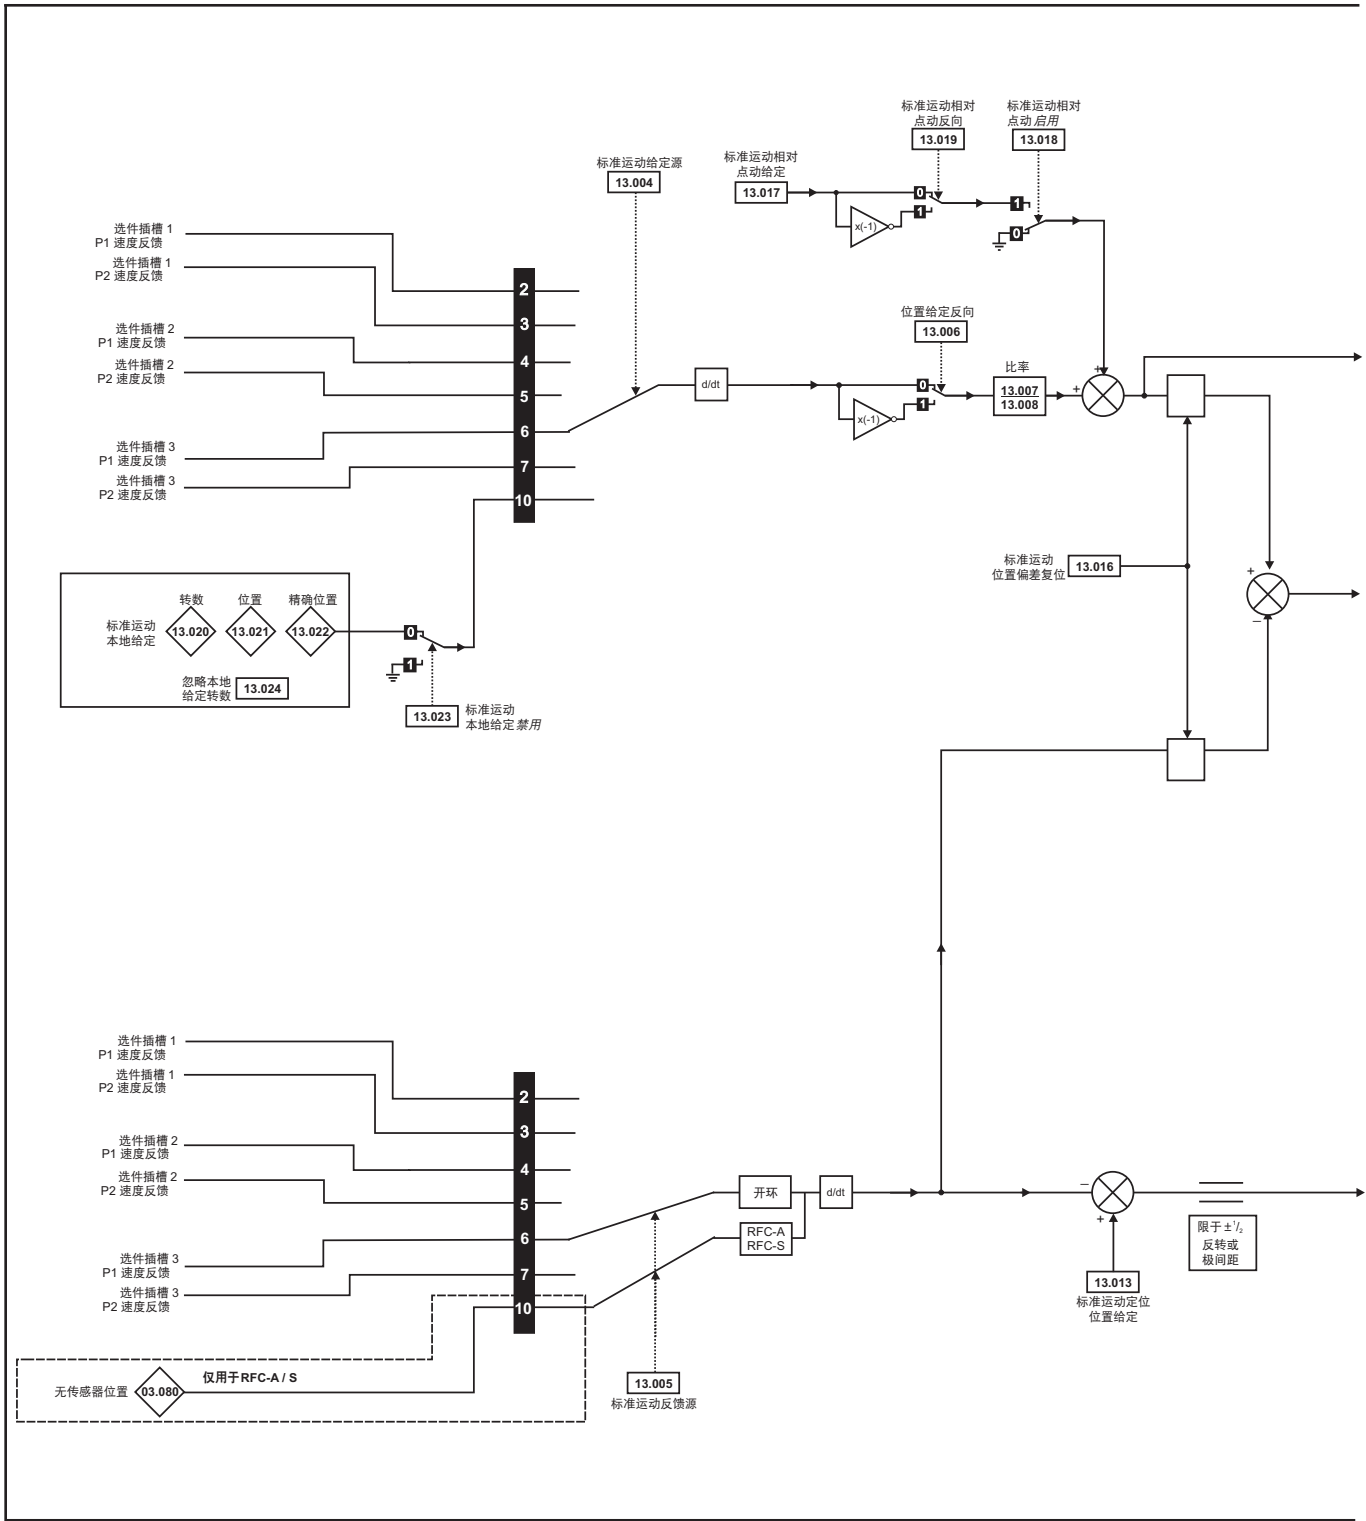 标准运动相对
点动反向
13.019
标准运动相对
点动启用
13.018
标准运动给定源
13.004
标准运动相对
点动给定
13.017
0
1
x(-1)
1
0
选件插槽 1
P1 速度反馈
选件插槽 1
P2 速度反馈
选件插槽 2
P1 速度反馈
选件插槽 2
P2 速度反馈
选件插槽 3
P1 速度反馈
选件插槽 3
P2 速度反馈
2
3
4
5
6
7
10
d/dt
位置给定反向
13.006
0
1
x(-1)
比率
13.007
13.008
+
+
标准运动
位置偏差复位
13.016
+
−
转数
位置
精确位置
标准运动
本地给定
13.020
13.021
13.022
忽略本地
给定转数
13.024
0
1
13.023
标准运动
本地给定禁用
选件插槽 1
P1 速度反馈
选件插槽 1
P2 速度反馈
选件插槽 2
P1 速度反馈
选件插槽 2
P2 速度反馈
选件插槽 3
P1 速度反馈
选件插槽 3
P2 速度反馈
2
3
4
5
6
7
10
开环
RFC-A
RFC-S
d/dt
−
+
13.013
标准运动定位
位置给定
限于 ± 1/2
反转或
极间距
无传感器位置
03.080
仅用于RFC-A / S
13.005
标准运动反馈源